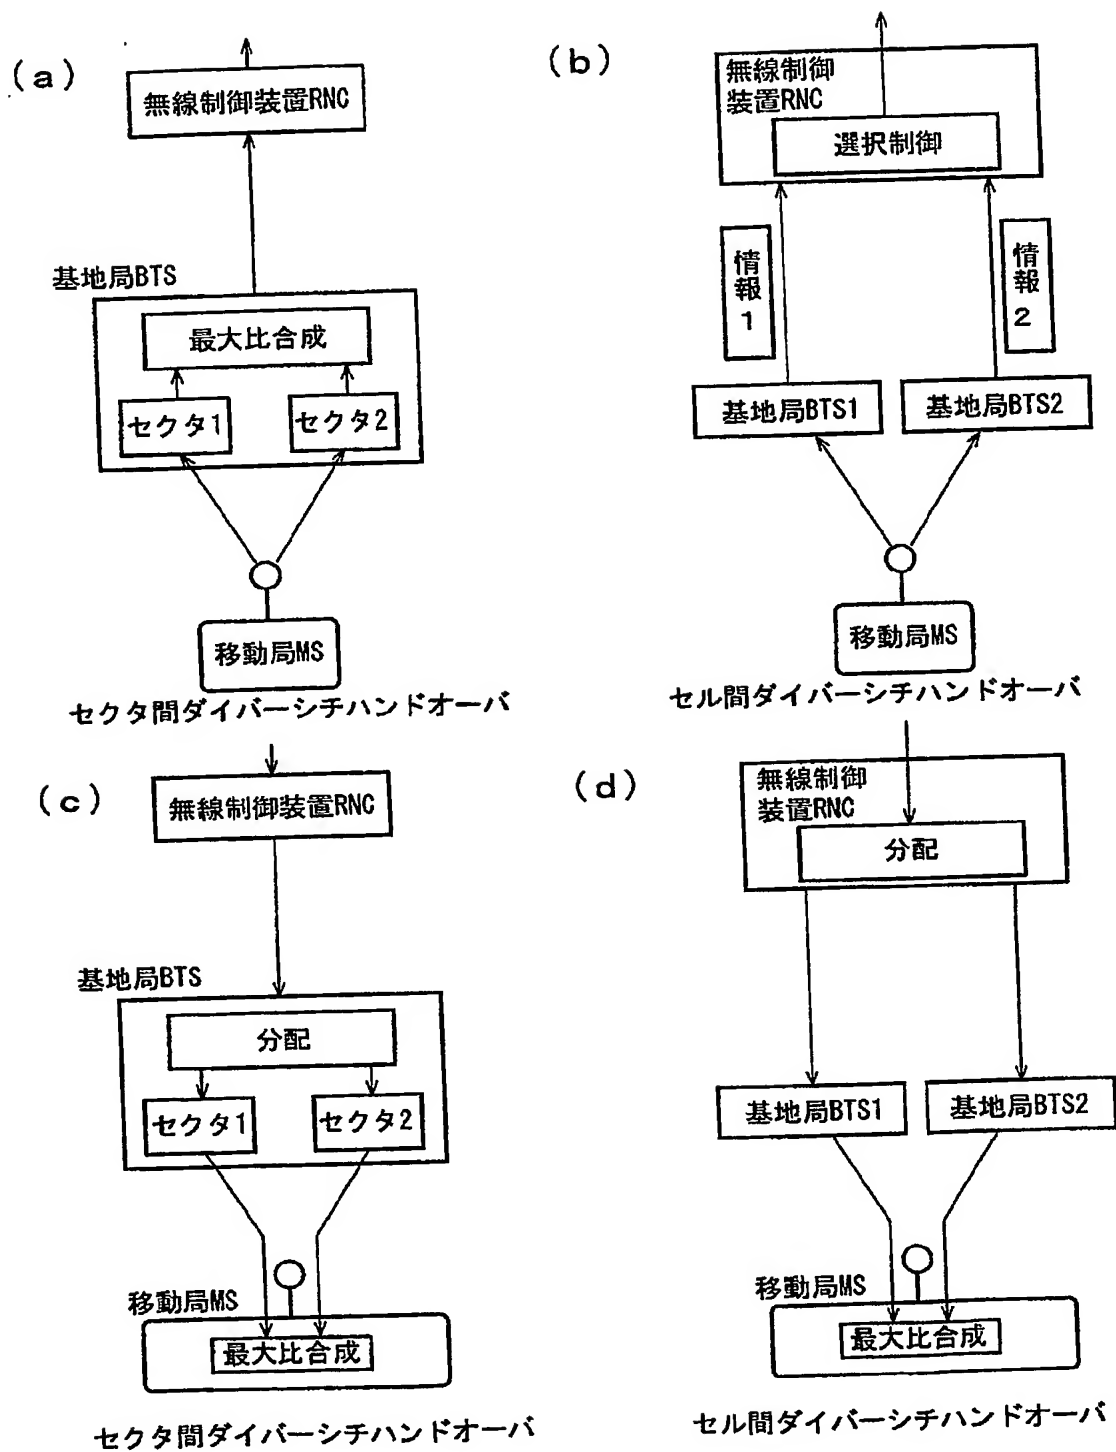 (a)
無線制御装置RNC
基地局BTS
最大比合成
セクタ1
セクタ2
移動局MS
セクタ間ダイバーシチハンドオーバ
(b)
無線制御
装置RNC
選択制御
情報1
情報2
基地局BTS1
基地局BTS2
移動局MS
セル間ダイバーシチハンドオーバ
(c)
無線制御装置RNC
基地局BTS
分配
セクタ1
セクタ2
移動局MS
最大比合成
セクタ間ダイバーシチハンドオーバ
(d)
無線制御
装置RNC
分配
基地局BTS1
基地局BTS2
移動局MS
最大比合成
セル間ダイバーシチハンドオーバ